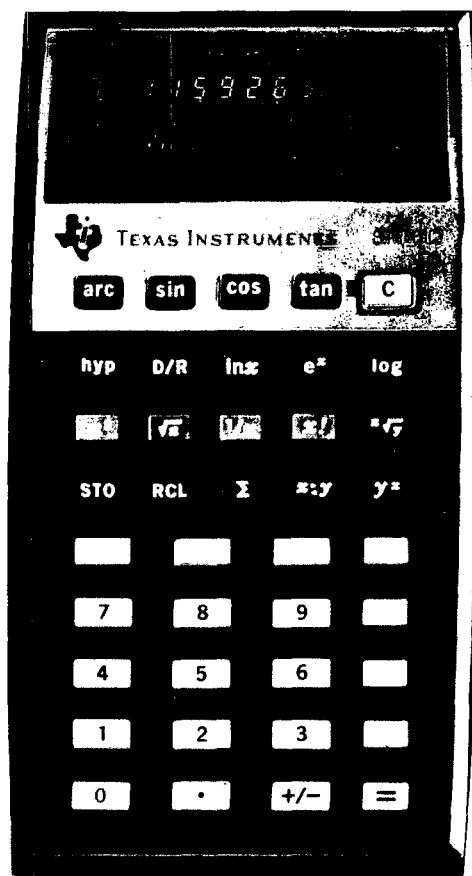 15926
TEXAS INSTRUMENTS
arc sin cos tan C
hyp D/R lnx eˣ log
√x 1/ x! ˣ√y
STO RCL Σ x:y yˣ
7 8 9
4 5 6
1 2 3
0 . +/- =